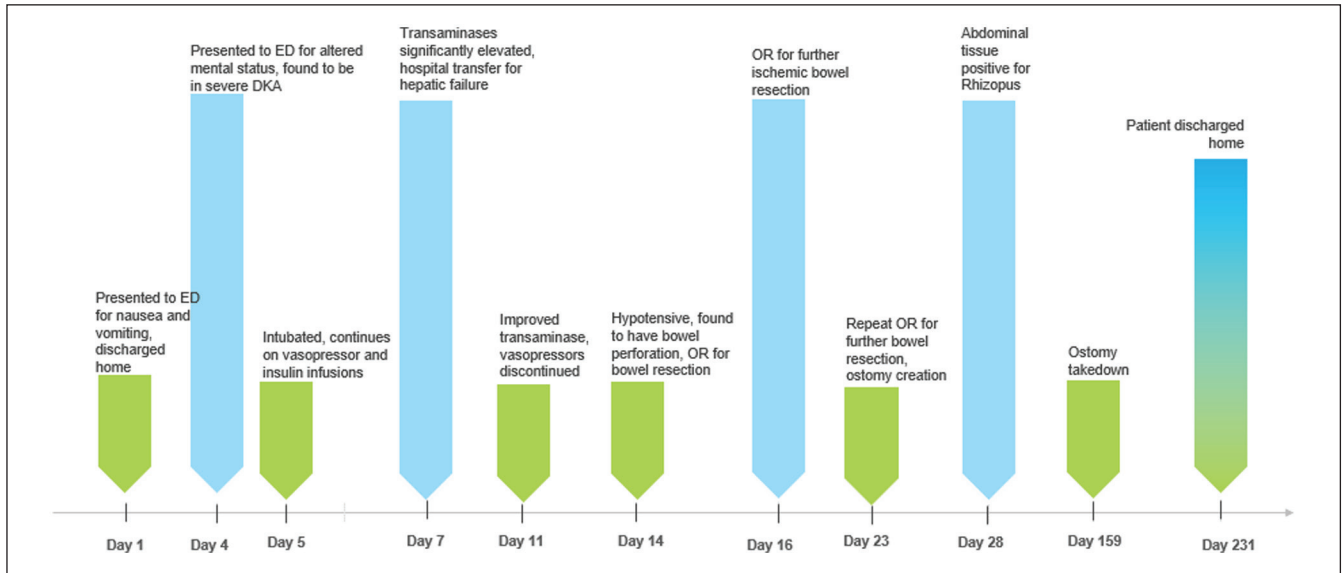 Presented to ED
for nausea and
vomiting,
discharged
home
Presented to ED for altered
mental status, found to be
in severe DKA
Intubated, continues
on vasopressor and
insulin infusions
Transaminases
significantly elevated,
hospital transfer for
hepatic failure
Improved
transaminase,
vasopressors
discontinued
Hypotensive, found
to have bowel
perforation, OR for
bowel resection
OR for further
ischemic bowel
resection
Repeat OR for
further bowel
resection,
ostomy creation
Abdominal
tissue
positive for
Rhizopus
Ostomy
takedown
Patient discharged
home
Day 1
Day 4
Day 5
Day 7
Day 11
Day 14
Day 16
Day 23
Day 28
Day 159
Day 231